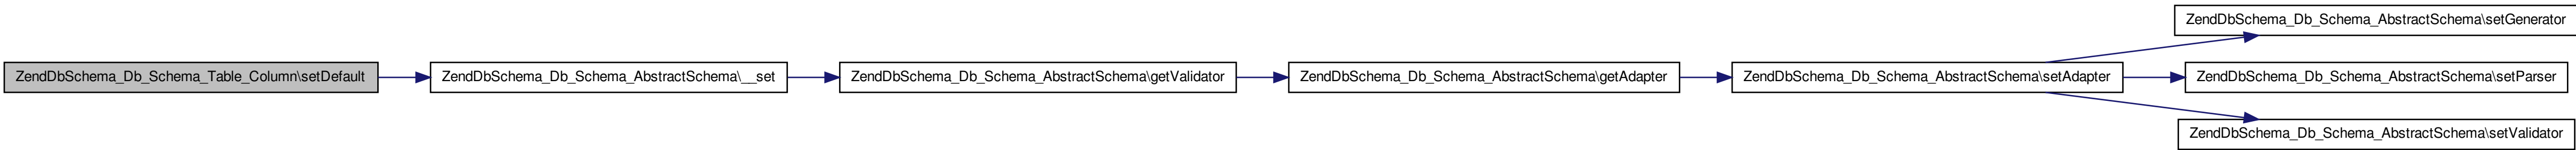 ZendDbSchema_Db_Schema_Table_Column\setDefault
ZendDbSchema_Db_Schema_AbstractSchema\__set
ZendDbSchema_Db_Schema_AbstractSchema\getValidator
ZendDbSchema_Db_Schema_AbstractSchema\getAdapter
ZendDbSchema_Db_Schema_AbstractSchema\setAdapter
ZendDbSchema_Db_Schema_AbstractSchema\setGenerator
ZendDbSchema_Db_Schema_AbstractSchema\setParser
ZendDbSchema_Db_Schema_AbstractSchema\setValidator